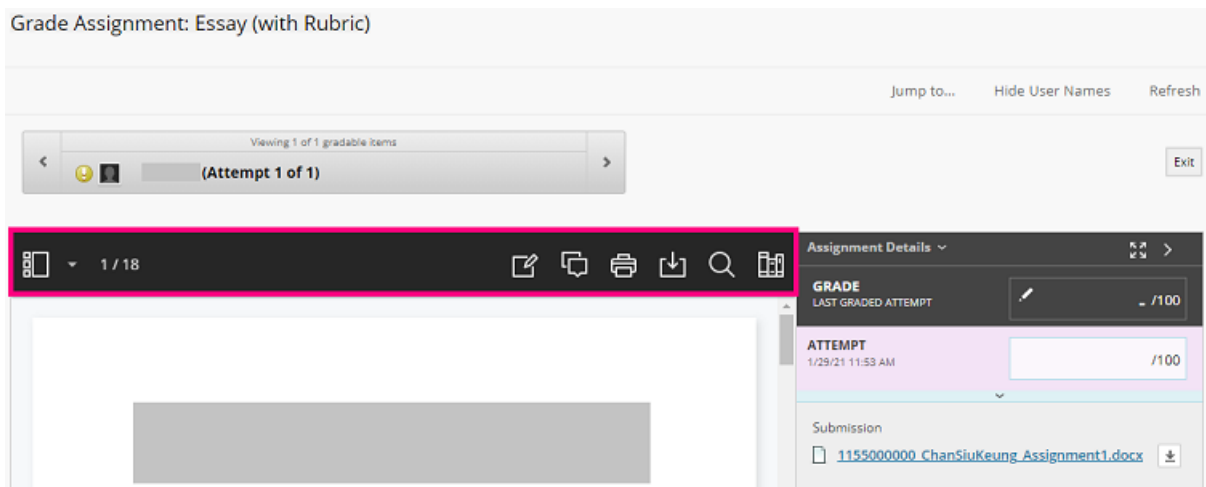 Grade Assignment: Essay (with Rubric)
Jump to... Hide User Names Refresh
Viewing 1 of 1 gradable items
(Attempt 1 of 1)
Exit
1 / 18
Assignment Details
GRADE
LAST GRADED ATTEMPT
- /100
ATTEMPT
1/29/21 11:53 AM
/100
Submission
1155000000_ChanSiuKeung_Assignment1.docx